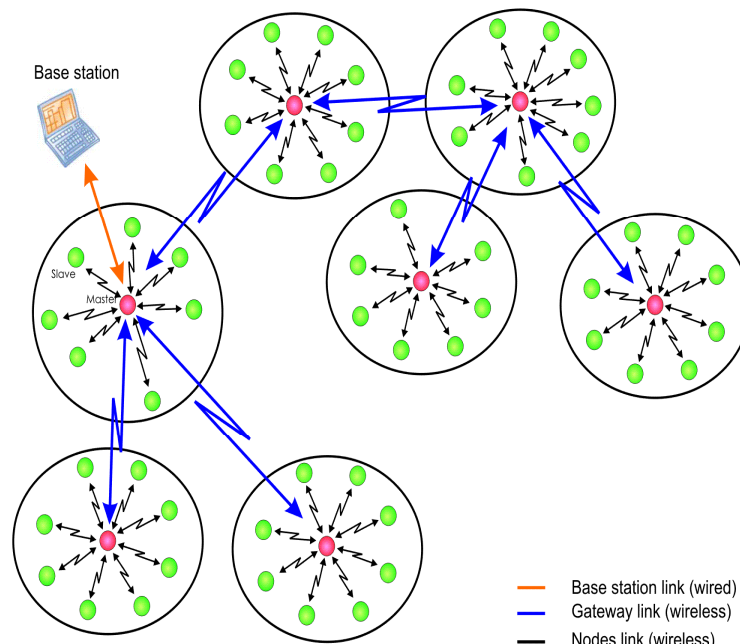 Base station
Slave
Master
Base station link (wired)
Gateway link (wireless)
Nodes link (wireless)